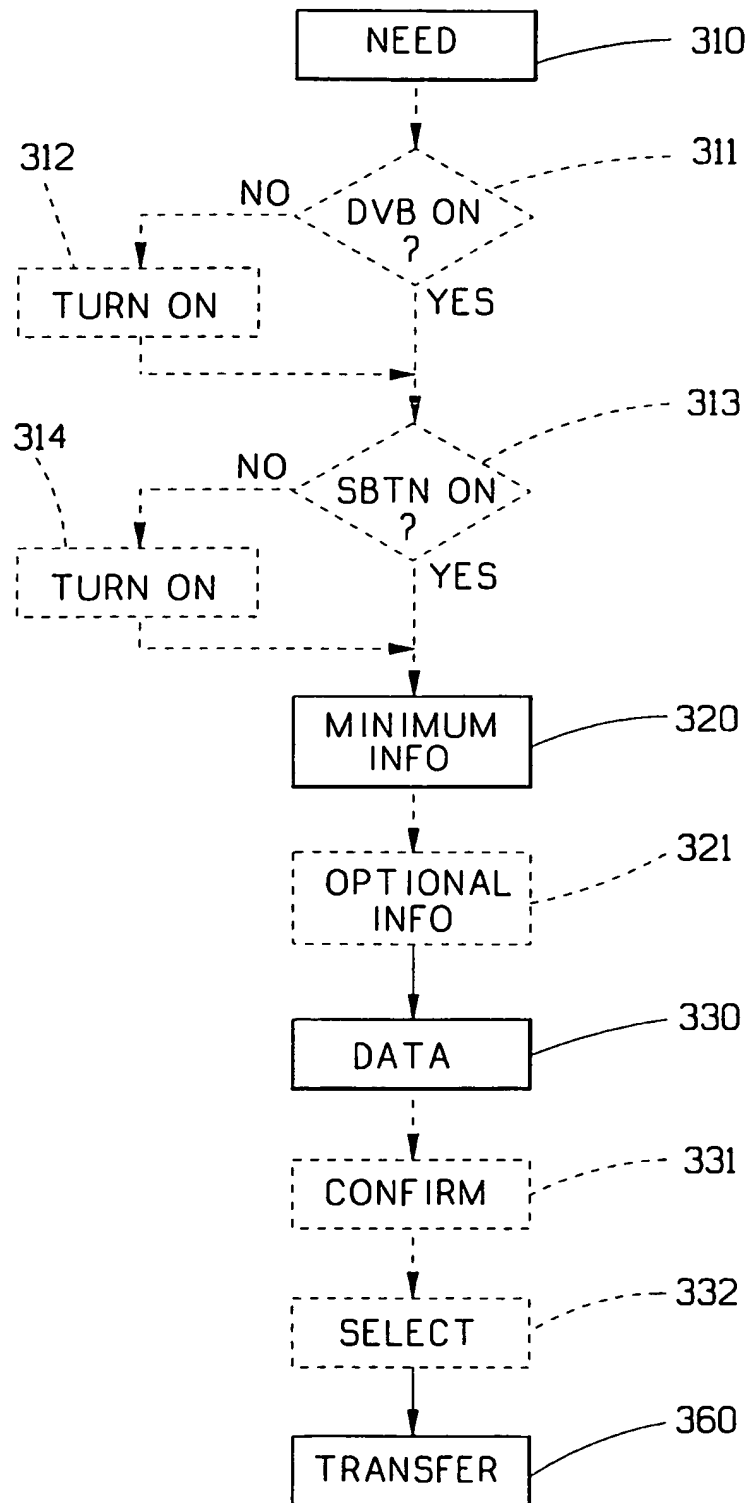 NEED
310
312
311
NO
DVB ON
?
TURN ON
YES
313
314
NO
SBTN ON
?
TURN ON
YES
MINIMUM
INFO
320
321
OPTIONAL
INFO
330
DATA
331
CONFIRM
332
SELECT
360
TRANSFER